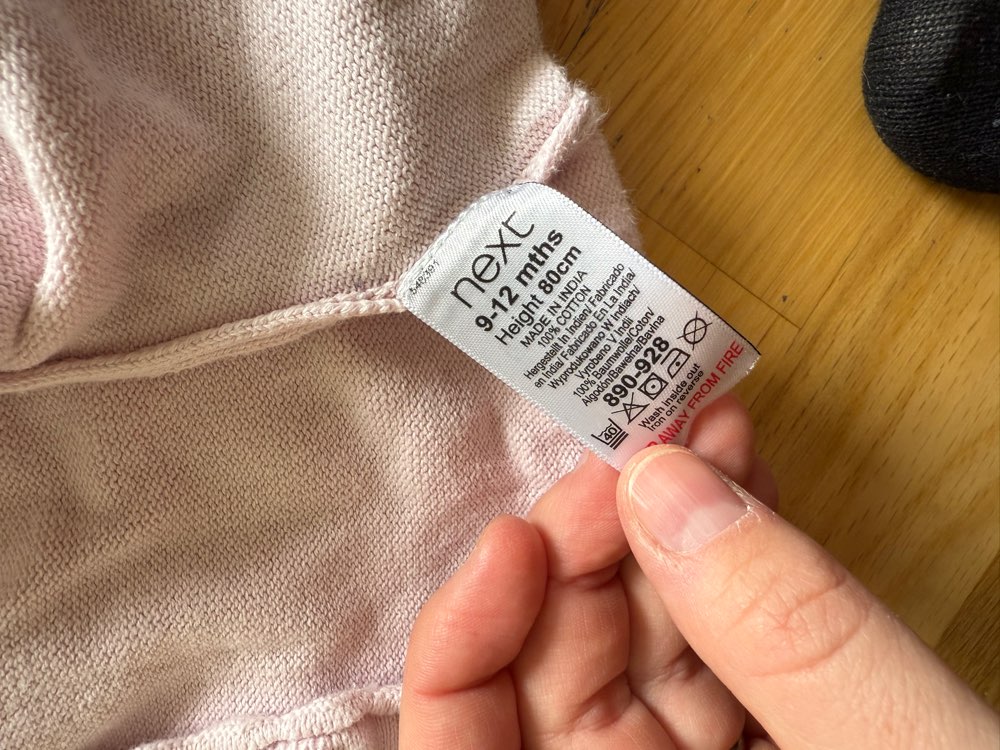 next
9-12 mths
Height 80cm
MADE IN INDIA
100% COTTON
Hergestellt In Indien/ Fabricado
en India/ Fabricado En La India/
Wyprodukowano W Indiach/
Vyrobeno V Indii
100% Baumwolle/Coton/
Algodón/Bawełna/Bavlna
890-928
40
Wash inside out
Iron on reverse
AWAY FROM FIRE